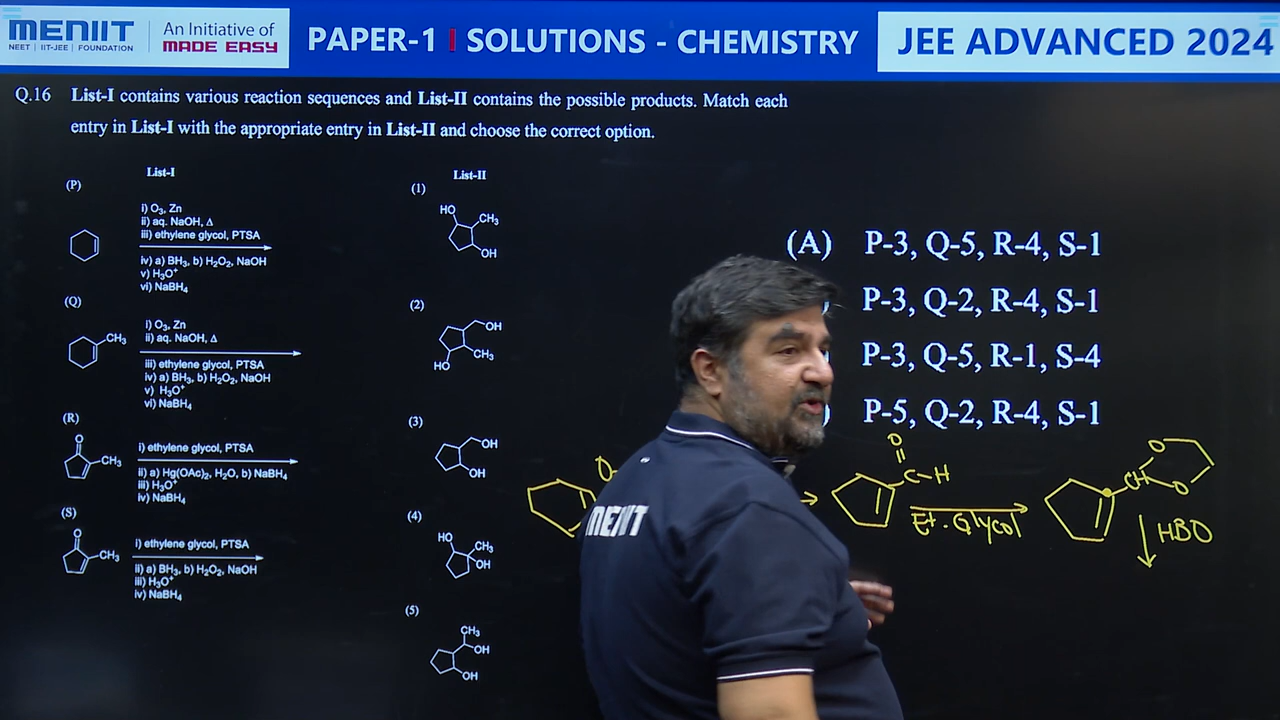 MENIIT
NEET | IIT-JEE | FOUNDATION
An Initiative of
MADE EASY
PAPER-1 | SOLUTIONS - CHEMISTRY
JEE ADVANCED 2024
Q.16 List-I contains various reaction sequences and List-II contains the possible products. Match each
entry in List-I with the appropriate entry in List-II and choose the correct option.
List-I
(P)
i) O₃, Zn
ii) aq. NaOH, Δ
iii) ethylene glycol, PTSA
iv) a) BH₃, b) H₂O₂, NaOH
v) H₃O⁺
vi) NaBH₄
(Q)
CH₃
i) O₃, Zn
ii) aq. NaOH, Δ
iii) ethylene glycol, PTSA
iv) a) BH₃, b) H₂O₂, NaOH
v) H₃O⁺
vi) NaBH₄
(R)
O
CH₃
i) ethylene glycol, PTSA
ii) a) Hg(OAc)₂, H₂O, b) NaBH₄
iii) H₃O⁺
iv) NaBH₄
(S)
O
CH₃
i) ethylene glycol, PTSA
ii) a) BH₃, b) H₂O₂, NaOH
iii) H₃O⁺
iv) NaBH₄
List-II
(1)
HO
CH₃
OH
(2)
OH
CH₃
HO
(3)
OH
OH
(4)
HO
CH₃
OH
(5)
CH₃
OH
OH
(A) P-3, Q-5, R-4, S-1
P-3, Q-2, R-4, S-1
P-3, Q-5, R-1, S-4
P-5, Q-2, R-4, S-1
O
O
C-H
Et. Glycol
O
CH
O
HBO
MENIIT